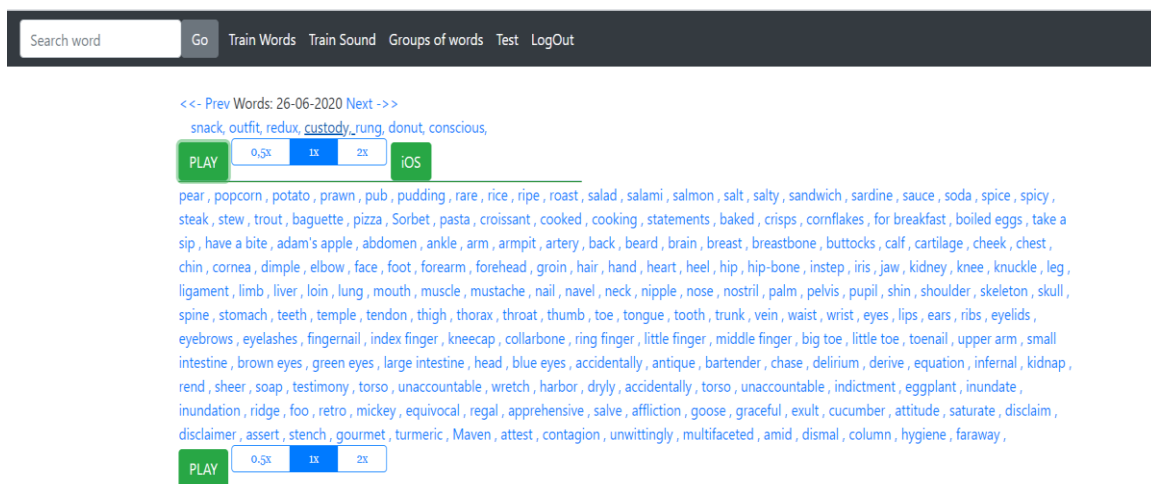 Search word Go Train Words Train Sound Groups of words Test LogOut
<<- Prev Words: 26-06-2020 Next ->>
snack, outfit, redux, custody, rung, donut, conscious,
PLAY 0,5x 1x 2x iOS
pear , popcorn , potato , prawn , pub , pudding , rare , rice , ripe , roast , salad , salami , salmon , salt , salty , sandwich , sardine , sauce , soda , spice , spicy ,
steak , stew , trout , baguette , pizza , Sorbet , pasta , croissant , cooked , cooking , statements , baked , crisps , cornflakes , for breakfast , boiled eggs , take a
sip , have a bite , adam's apple , abdomen , ankle , arm , armpit , artery , back , beard , brain , breast , breastbone , buttocks , calf , cartilage , cheek , chest ,
chin , cornea , dimple , elbow , face , foot , forearm , forehead , groin , hair , hand , heart , heel , hip , hip-bone , instep , iris , jaw , kidney , knee , knuckle , leg ,
ligament , limb , liver , loin , lung , mouth , muscle , mustache , nail , navel , neck , nipple , nose , nostril , palm , pelvis , pupil , shin , shoulder , skeleton , skull ,
spine , stomach , teeth , temple , tendon , thigh , thorax , throat , thumb , toe , tongue , tooth , trunk , vein , waist , wrist , eyes , lips , ears , ribs , eyelids ,
eyebrows , eyelashes , fingernail , index finger , kneecap , collarbone , ring finger , little finger , middle finger , big toe , little toe , toenail , upper arm , small
intestine , brown eyes , green eyes , large intestine , head , blue eyes , accidentally , antique , bartender , chase , delirium , derive , equation , infernal , kidnap ,
rend , sheer , soap , testimony , torso , unaccountable , wretch , harbor , dryly , accidentally , torso , unaccountable , indictment , eggplant , inundate ,
inundation , ridge , foo , retro , mickey , equivocal , regal , apprehensive , salve , affliction , goose , graceful , exult , cucumber , attitude , saturate , disclaim ,
disclaimer , assert , stench , gourmet , turmeric , Maven , attest , contagion , unwittingly , multifaceted , amid , dismal , column , hygiene , faraway ,
PLAY 0.5x 1x 2x